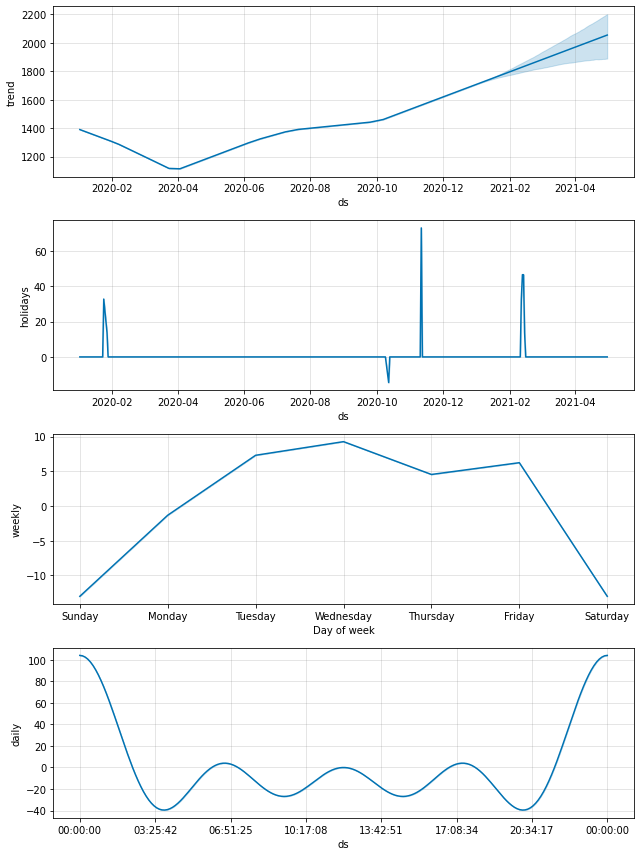 2200
2000
1800
1600
1400
1200
trend
2020-02 2020-04 2020-06 2020-08 2020-10 2020-12 2021-02 2021-04
ds
60
40
20
0
holidays
2020-02 2020-04 2020-06 2020-08 2020-10 2020-12 2021-02 2021-04
ds
10
5
0
−5
−10
weekly
Sunday Monday Tuesday Wednesday Thursday Friday Saturday
Day of week
100
80
60
40
20
0
−20
−40
daily
00:00:00 03:25:42 06:51:25 10:17:08 13:42:51 17:08:34 20:34:17 00:00:00
ds